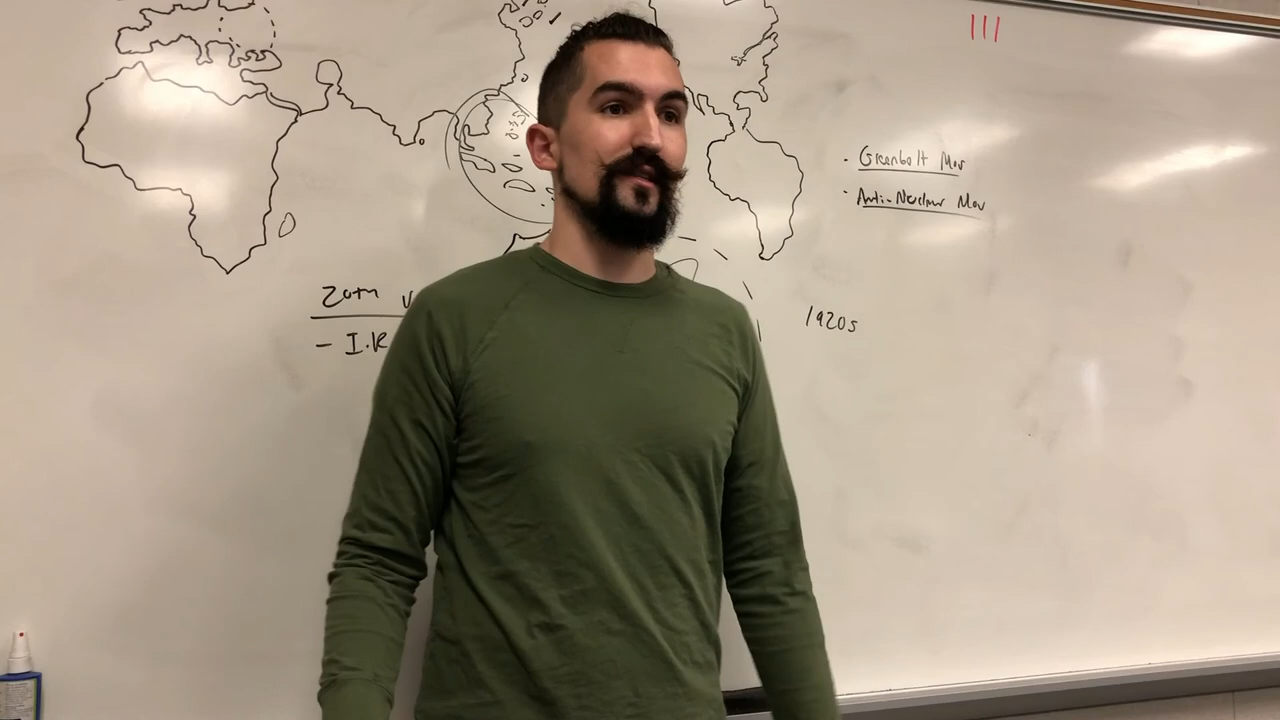 III
· Greenbelt Mov
· Anti-Nuclear Mov
20th
- I.R
1920s